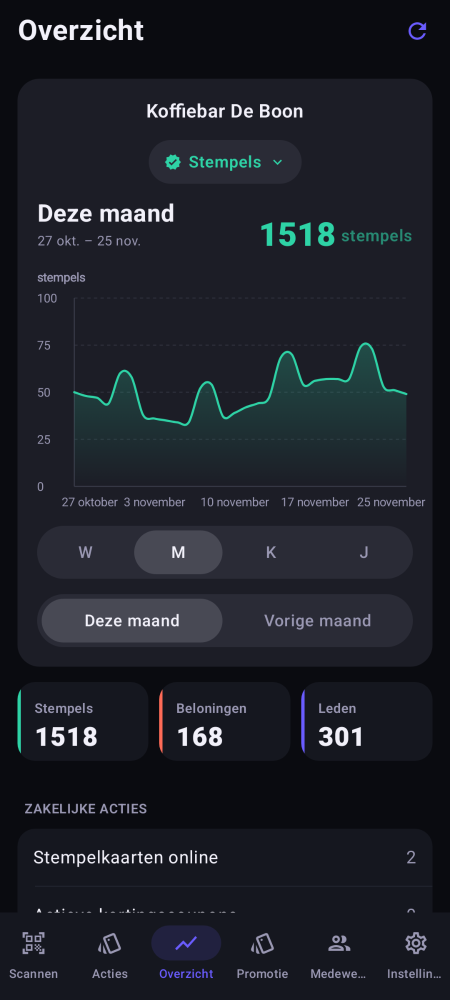 Overzicht
Koffiebar De Boon
Stempels
Deze maand
27 okt. – 25 nov.
1518 stempels
stempels
100
75
50
25
0
27 oktober 3 november 10 november 17 november 25 november
W M K J
Deze maand Vorige maand
Stempels Beloningen Leden
1518 168 301
ZAKELIJKE ACTIES
Stempelkaarten online 2
Scannen Acties Overzicht Promotie Medewe... Instellin...